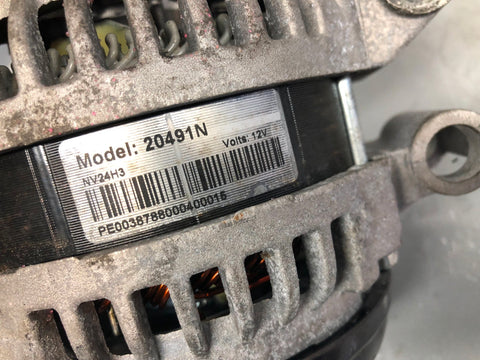 Model: 20491N
NV24H3 Volts: 12V
PE0038788000400015